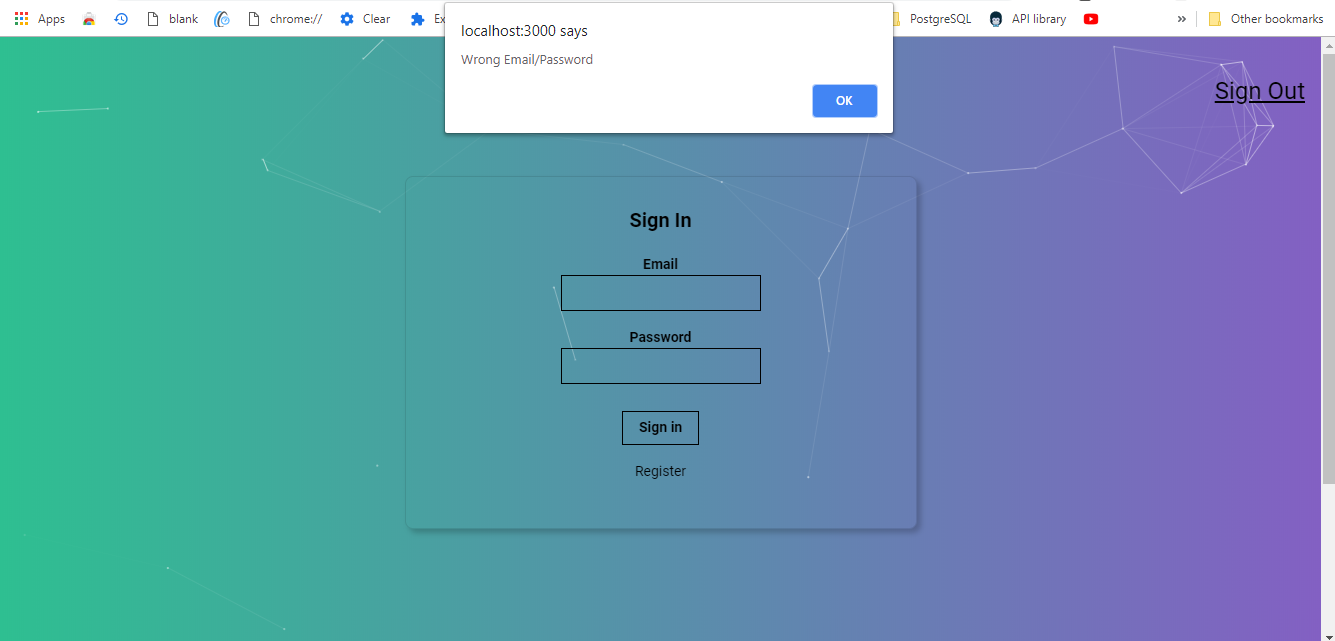 Apps blank chrome:// Clear Ex PostgreSQL API library » Other bookmarks
localhost:3000 says
Wrong Email/Password
OK
Sign Out
Sign In
Email
Password
Sign in
Register